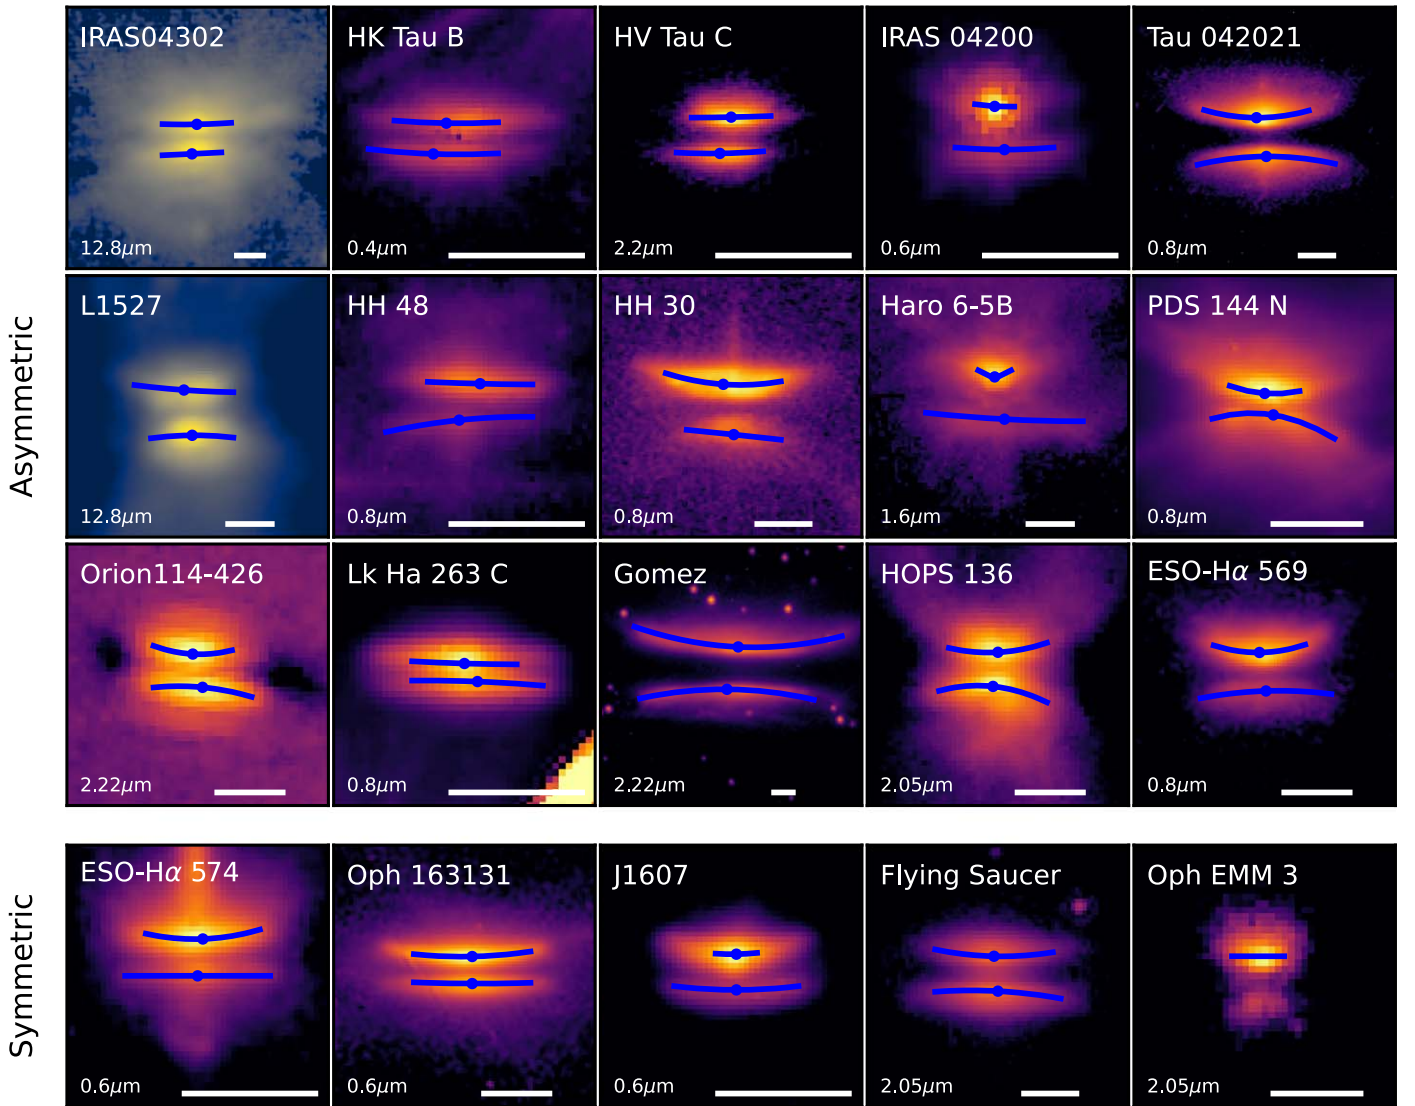 Asymmetric
IRAS04302
12.8μm
HK Tau B
0.4μm
HV Tau C
2.2μm
IRAS 04200
0.6μm
Tau 042021
0.8μm
L1527
12.8μm
HH 48
0.8μm
HH 30
0.8μm
Haro 6-5B
1.6μm
PDS 144 N
0.8μm
Orion114-426
2.22μm
Lk Ha 263 C
0.8μm
Gomez
2.22μm
HOPS 136
2.05μm
ESO-Hα 569
0.8μm
Symmetric
ESO-Hα 574
0.6μm
Oph 163131
0.6μm
J1607
0.6μm
Flying Saucer
2.05μm
Oph EMM 3
2.05μm